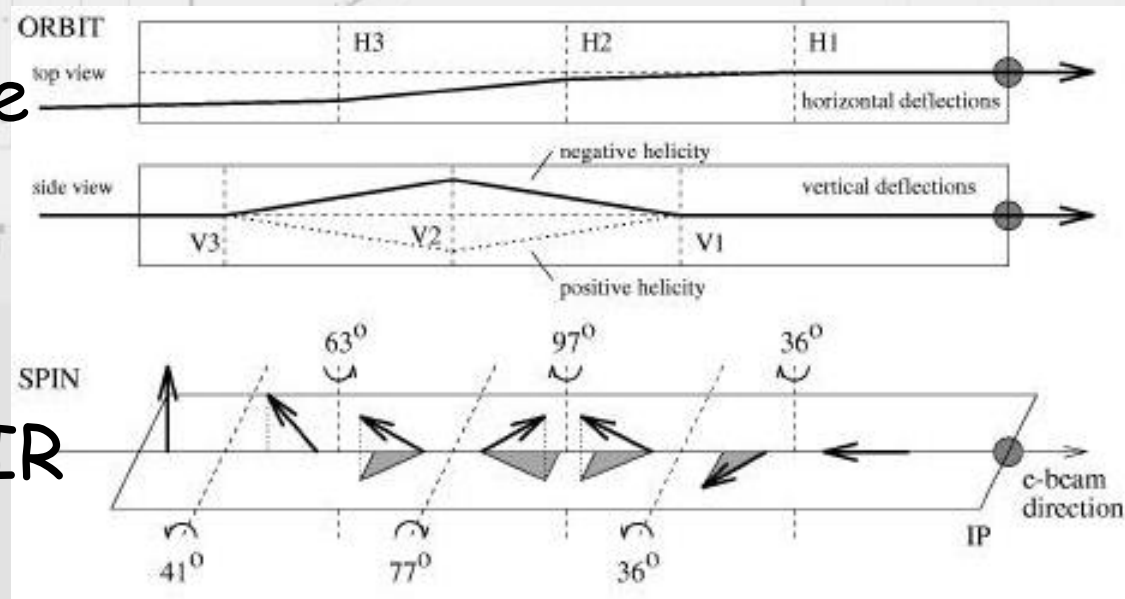 ORBIT
H3
H2
H1
top view
e
horizontal deflections
negative helicity
side view
vertical deflections
V3
V2
V1
positive helicity
63° 97° 36°
SPIN
IR
e-beam
direction
IP
41° 77° 36°